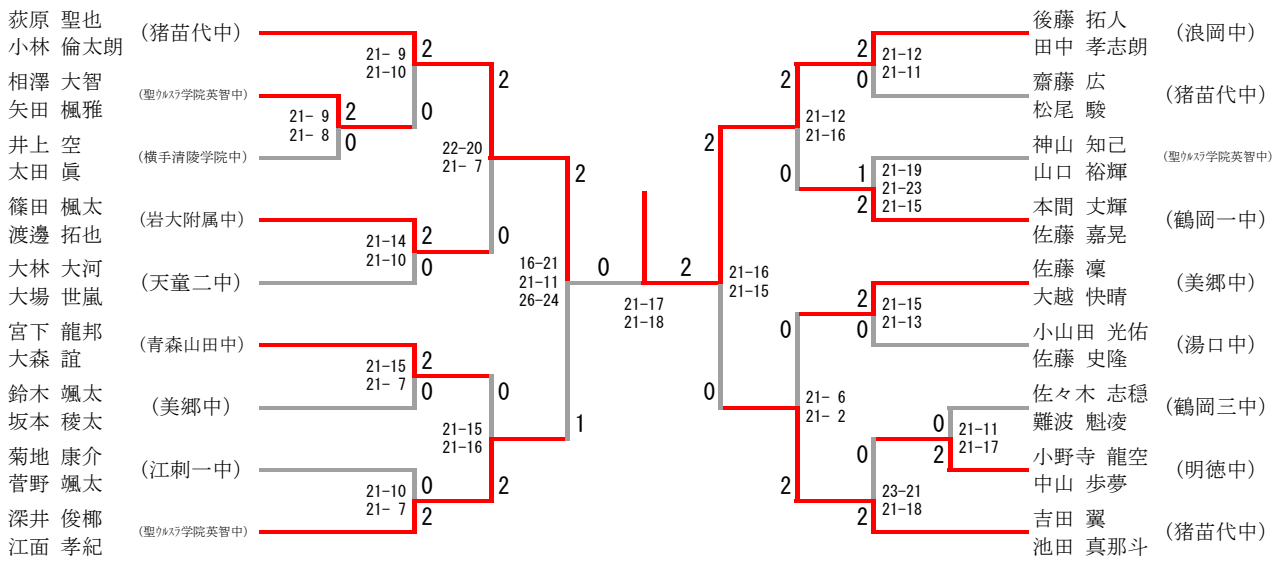 荻原 聖也
小林 倫太朗
(猪苗代中)
相澤 大智
矢田 楓雅
(聖ウルスラ学院英智中)
井上 空
太田 眞
(横手清陵学院中)
篠田 楓太
渡邊 拓也
(岩大附属中)
大林 大河
大場 世嵐
(天童二中)
宮下 龍邦
大森 誼
(青森山田中)
鈴木 颯太
坂本 稜太
(美郷中)
菊地 康介
菅野 颯太
(江刺一中)
深井 俊梛
江面 孝紀
(聖ウルスラ学院英智中)
21- 9
21- 8
2
0
21- 9
21-10
2
0
21-14
21-10
2
0
21-15
21- 7
2
0
21-10
21- 7
0
2
22-20
21- 7
2
0
21-15
21-16
0
2
16-21
21-11
26-24
2
1
0
2
21-17
21-18
21-16
21-15
2
0
21-12
21-16
2
0
21- 6
21- 2
0
2
21-12
21-11
2
0
21-19
21-23
21-15
1
2
21-15
21-13
2
0
23-21
21-18
0
2
21-11
21-17
0
2
後藤 拓人
田中 孝志朗
(浪岡中)
齋藤 広
松尾 駿
(猪苗代中)
神山 知己
山口 裕輝
(聖ウルスラ学院英智中)
本間 丈輝
佐藤 嘉晃
(鶴岡一中)
佐藤 凜
大越 快晴
(美郷中)
小山田 光佑
佐藤 史隆
(湯口中)
佐々木 志穏
難波 魁凌
(鶴岡三中)
小野寺 龍空
中山 歩夢
(明徳中)
吉田 翼
池田 真那斗
(猪苗代中)